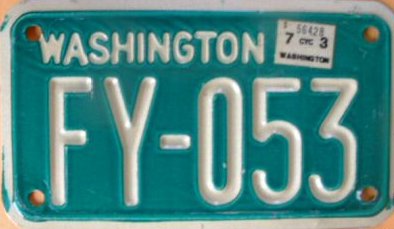 WASHINGTON
S 56428
7 CYC 3
WASHINGTON
FY-053